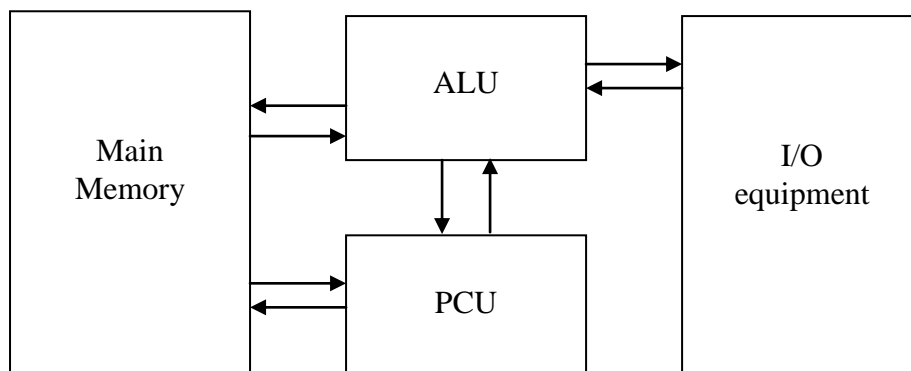 Main
Memory
ALU
PCU
I/O
equipment